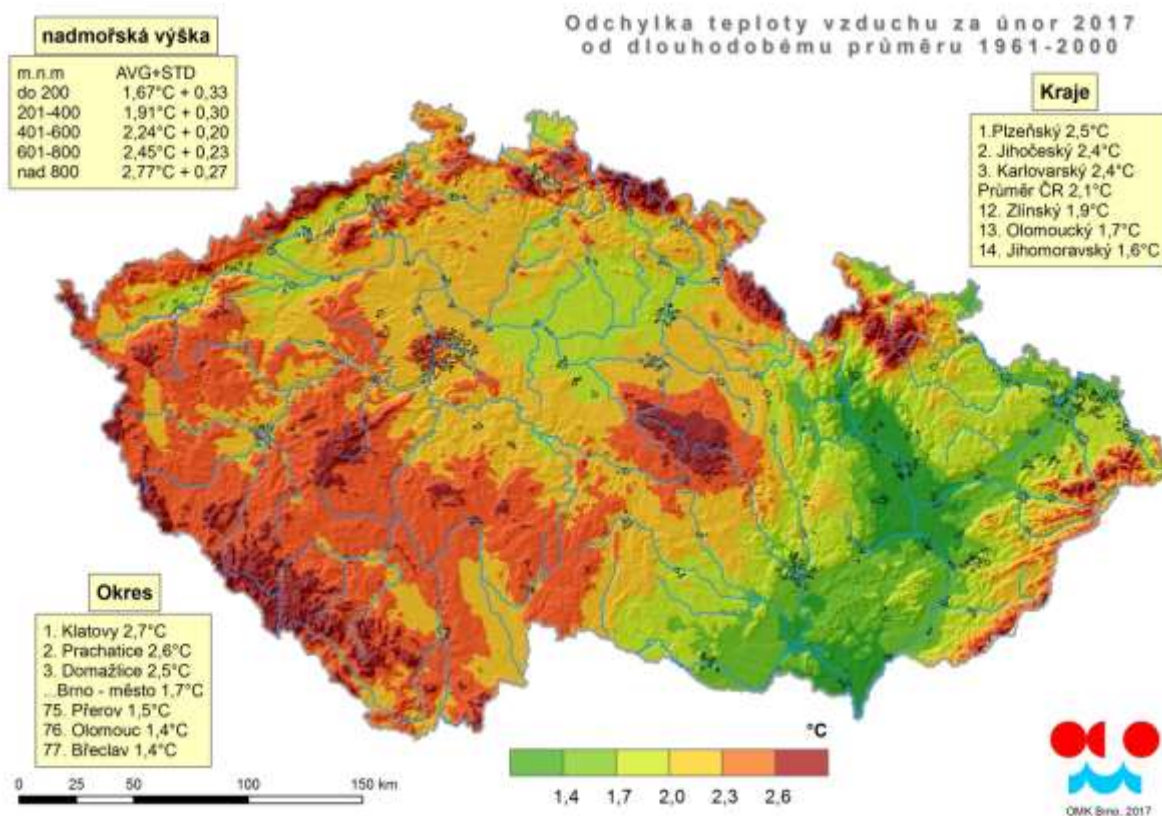 Odchylka teploty vzduchu za únor 2017
od dlouhodobému průměru 1961-2000
nadmořská výška
m.n.m AVG+STD
do 200 1,67°C + 0,33
201-400 1,91°C + 0,30
401-600 2,24°C + 0,20
601-800 2,45°C + 0,23
nad 800 2,77°C + 0,27
Kraje
1.Plzeňský 2,5°C
2. Jihočeský 2,4°C
3. Karlovarský 2,4°C
Průměr ČR 2,1°C
12. Zlínský 1,9°C
13. Olomoucký 1,7°C
14. Jihomoravský 1,6°C
Okres
1. Klatovy 2,7°C
2. Prachatice 2,6°C
3. Domažlice 2,5°C
...Brno - město 1,7°C
75. Přerov 1,5°C
76. Olomouc 1,4°C
77. Břeclav 1,4°C
0 25 50 100 150 km
°C
1,4 1,7 2,0 2,3 2,6
OMK Brno, 2017